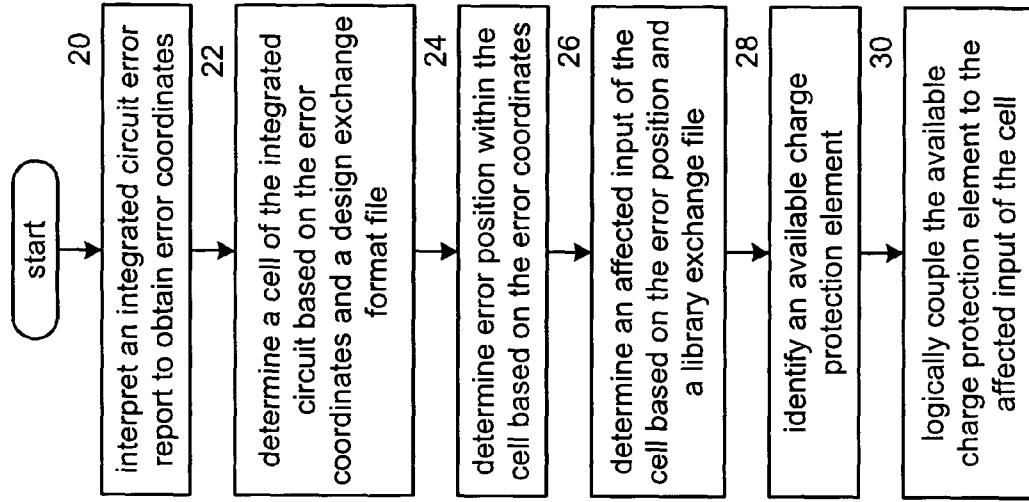 start
20
interpret an integrated circuit error
report to obtain error coordinates
22
determine a cell of the integrated
circuit based on the error
coordinates and a design exchange
format file
24
determine error position within the
cell based on the error coordinates
26
determine an affected input of the
cell based on the error position and
a library exchange file
28
identify an available charge
protection element
30
logically couple the available
charge protection element to the
affected input of the cell